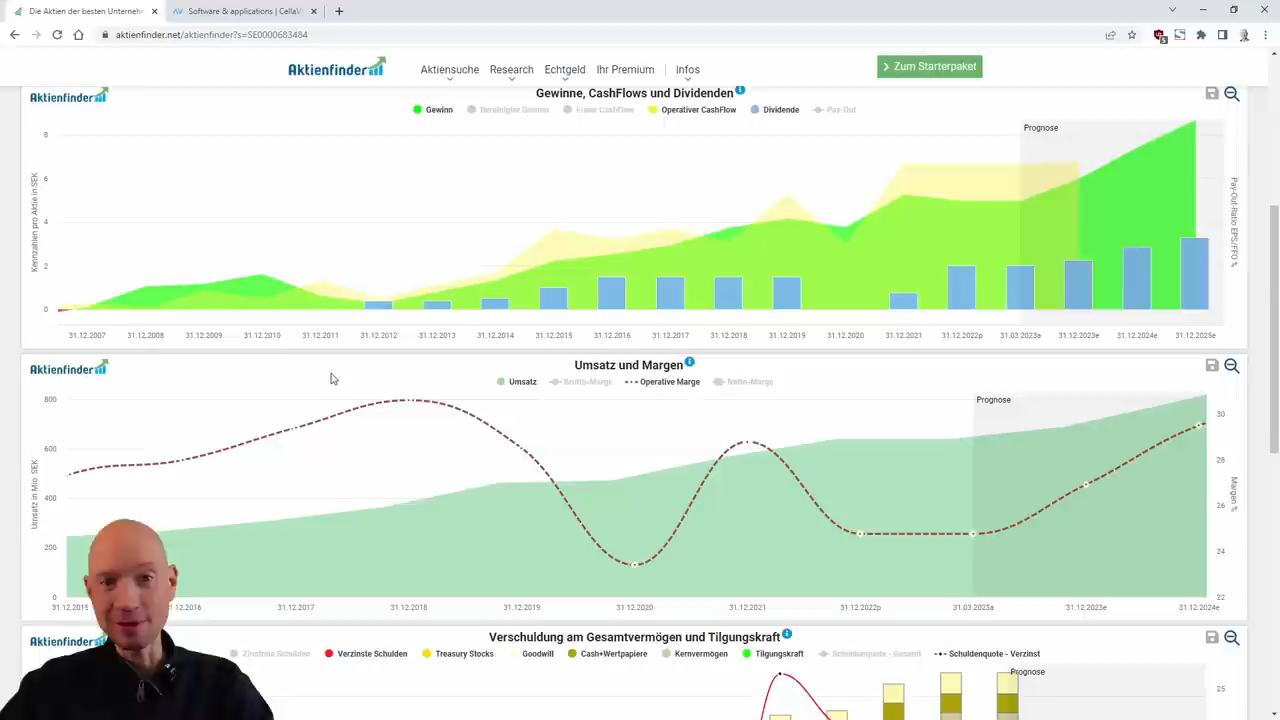 Die Aktien der besten Unterneh
Software & applications | CellaV
aktienfinder.net/aktienfinder?s=SE0000683484
Aktienfinder
Aktiensuche
Research
Echtgeld
Ihr Premium
Infos
Zum Starterpaket
Aktienfinder
Gewinne, CashFlows und Dividenden
Gewinn
Bereinigter Gewinn
Freier CashFlow
Operativer CashFlow
Dividende
Pay-Out
Prognose
Kennzahlen pro Aktie in SEK
8
6
4
2
0
Pay-Out-Ratio EPS/FFO %
31.12.2007 31.12.2008 31.12.2009 31.12.2010 31.12.2011 31.12.2012 31.12.2013 31.12.2014 31.12.2015 31.12.2016 31.12.2017 31.12.2018 31.12.2019 31.12.2020 31.12.2021 31.12.2022p 31.03.2023a 31.12.2023e 31.12.2024e 31.12.2025e
Aktienfinder
Umsatz und Margen
Umsatz
Brutto-Marge
Operative Marge
Netto-Marge
Prognose
Umsatz in Mio. SEK
800
600
400
200
0
30
28
26
24
22
Margen %
31.12.2015 31.12.2016 31.12.2017 31.12.2018 31.12.2019 31.12.2020 31.12.2021 31.12.2022p 31.03.2023a 31.12.2023e 31.12.2024e
Aktienfinder
Verschuldung am Gesamtvermögen und Tilgungskraft
Zinsfreie Schulden
Verzinste Schulden
Treasury Stocks
Goodwill
Cash+Wertpapiere
Kernvermögen
Tilgungskraft
Schuldenquote - Gesamt
Schuldenquote - Verzinst
Prognose
25